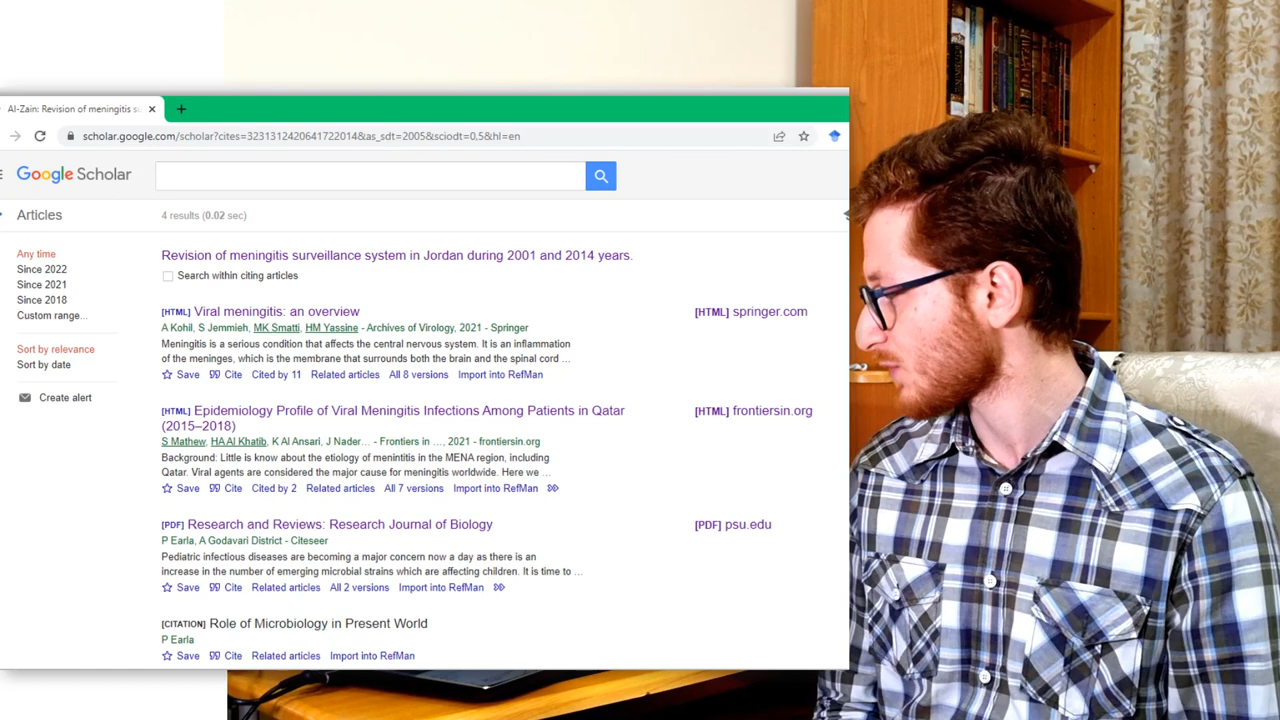 Al-Zain: Revision of meningitis su
scholar.google.com/scholar?cites=3231312420641722014&as_sdt=2005&sciodt=0,5&hl=en
Google Scholar
Articles
4 results (0.02 sec)
Any time
Since 2022
Since 2021
Since 2018
Custom range...
Sort by relevance
Sort by date
Create alert
Revision of meningitis surveillance system in Jordan during 2001 and 2014 years.
Search within citing articles
[HTML] Viral meningitis: an overview
[HTML] springer.com
A Kohil, S Jemmieh, MK Smatti, HM Yassine - Archives of Virology, 2021 - Springer
Meningitis is a serious condition that affects the central nervous system. It is an inflammation
of the meninges, which is the membrane that surrounds both the brain and the spinal cord ...
Save Cite Cited by 11 Related articles All 8 versions Import into RefMan
[HTML] Epidemiology Profile of Viral Meningitis Infections Among Patients in Qatar
(2015–2018)
[HTML] frontiersin.org
S Mathew, HA Al Khatib, K Al Ansari, J Nader... - Frontiers in ..., 2021 - frontiersin.org
Background: Little is know about the etiology of menintitis in the MENA region, including
Qatar. Viral agents are considered the major cause for meningitis worldwide. Here we ...
Save Cite Cited by 2 Related articles All 7 versions Import into RefMan
[PDF] Research and Reviews: Research Journal of Biology
[PDF] psu.edu
P Earla, A Godavari District - Citeseer
Pediatric infectious diseases are becoming a major concern now a day as there is an
increase in the number of emerging microbial strains which are affecting children. It is time to ...
Save Cite Related articles All 2 versions Import into RefMan
[CITATION] Role of Microbiology in Present World
P Earla
Save Cite Related articles Import into RefMan